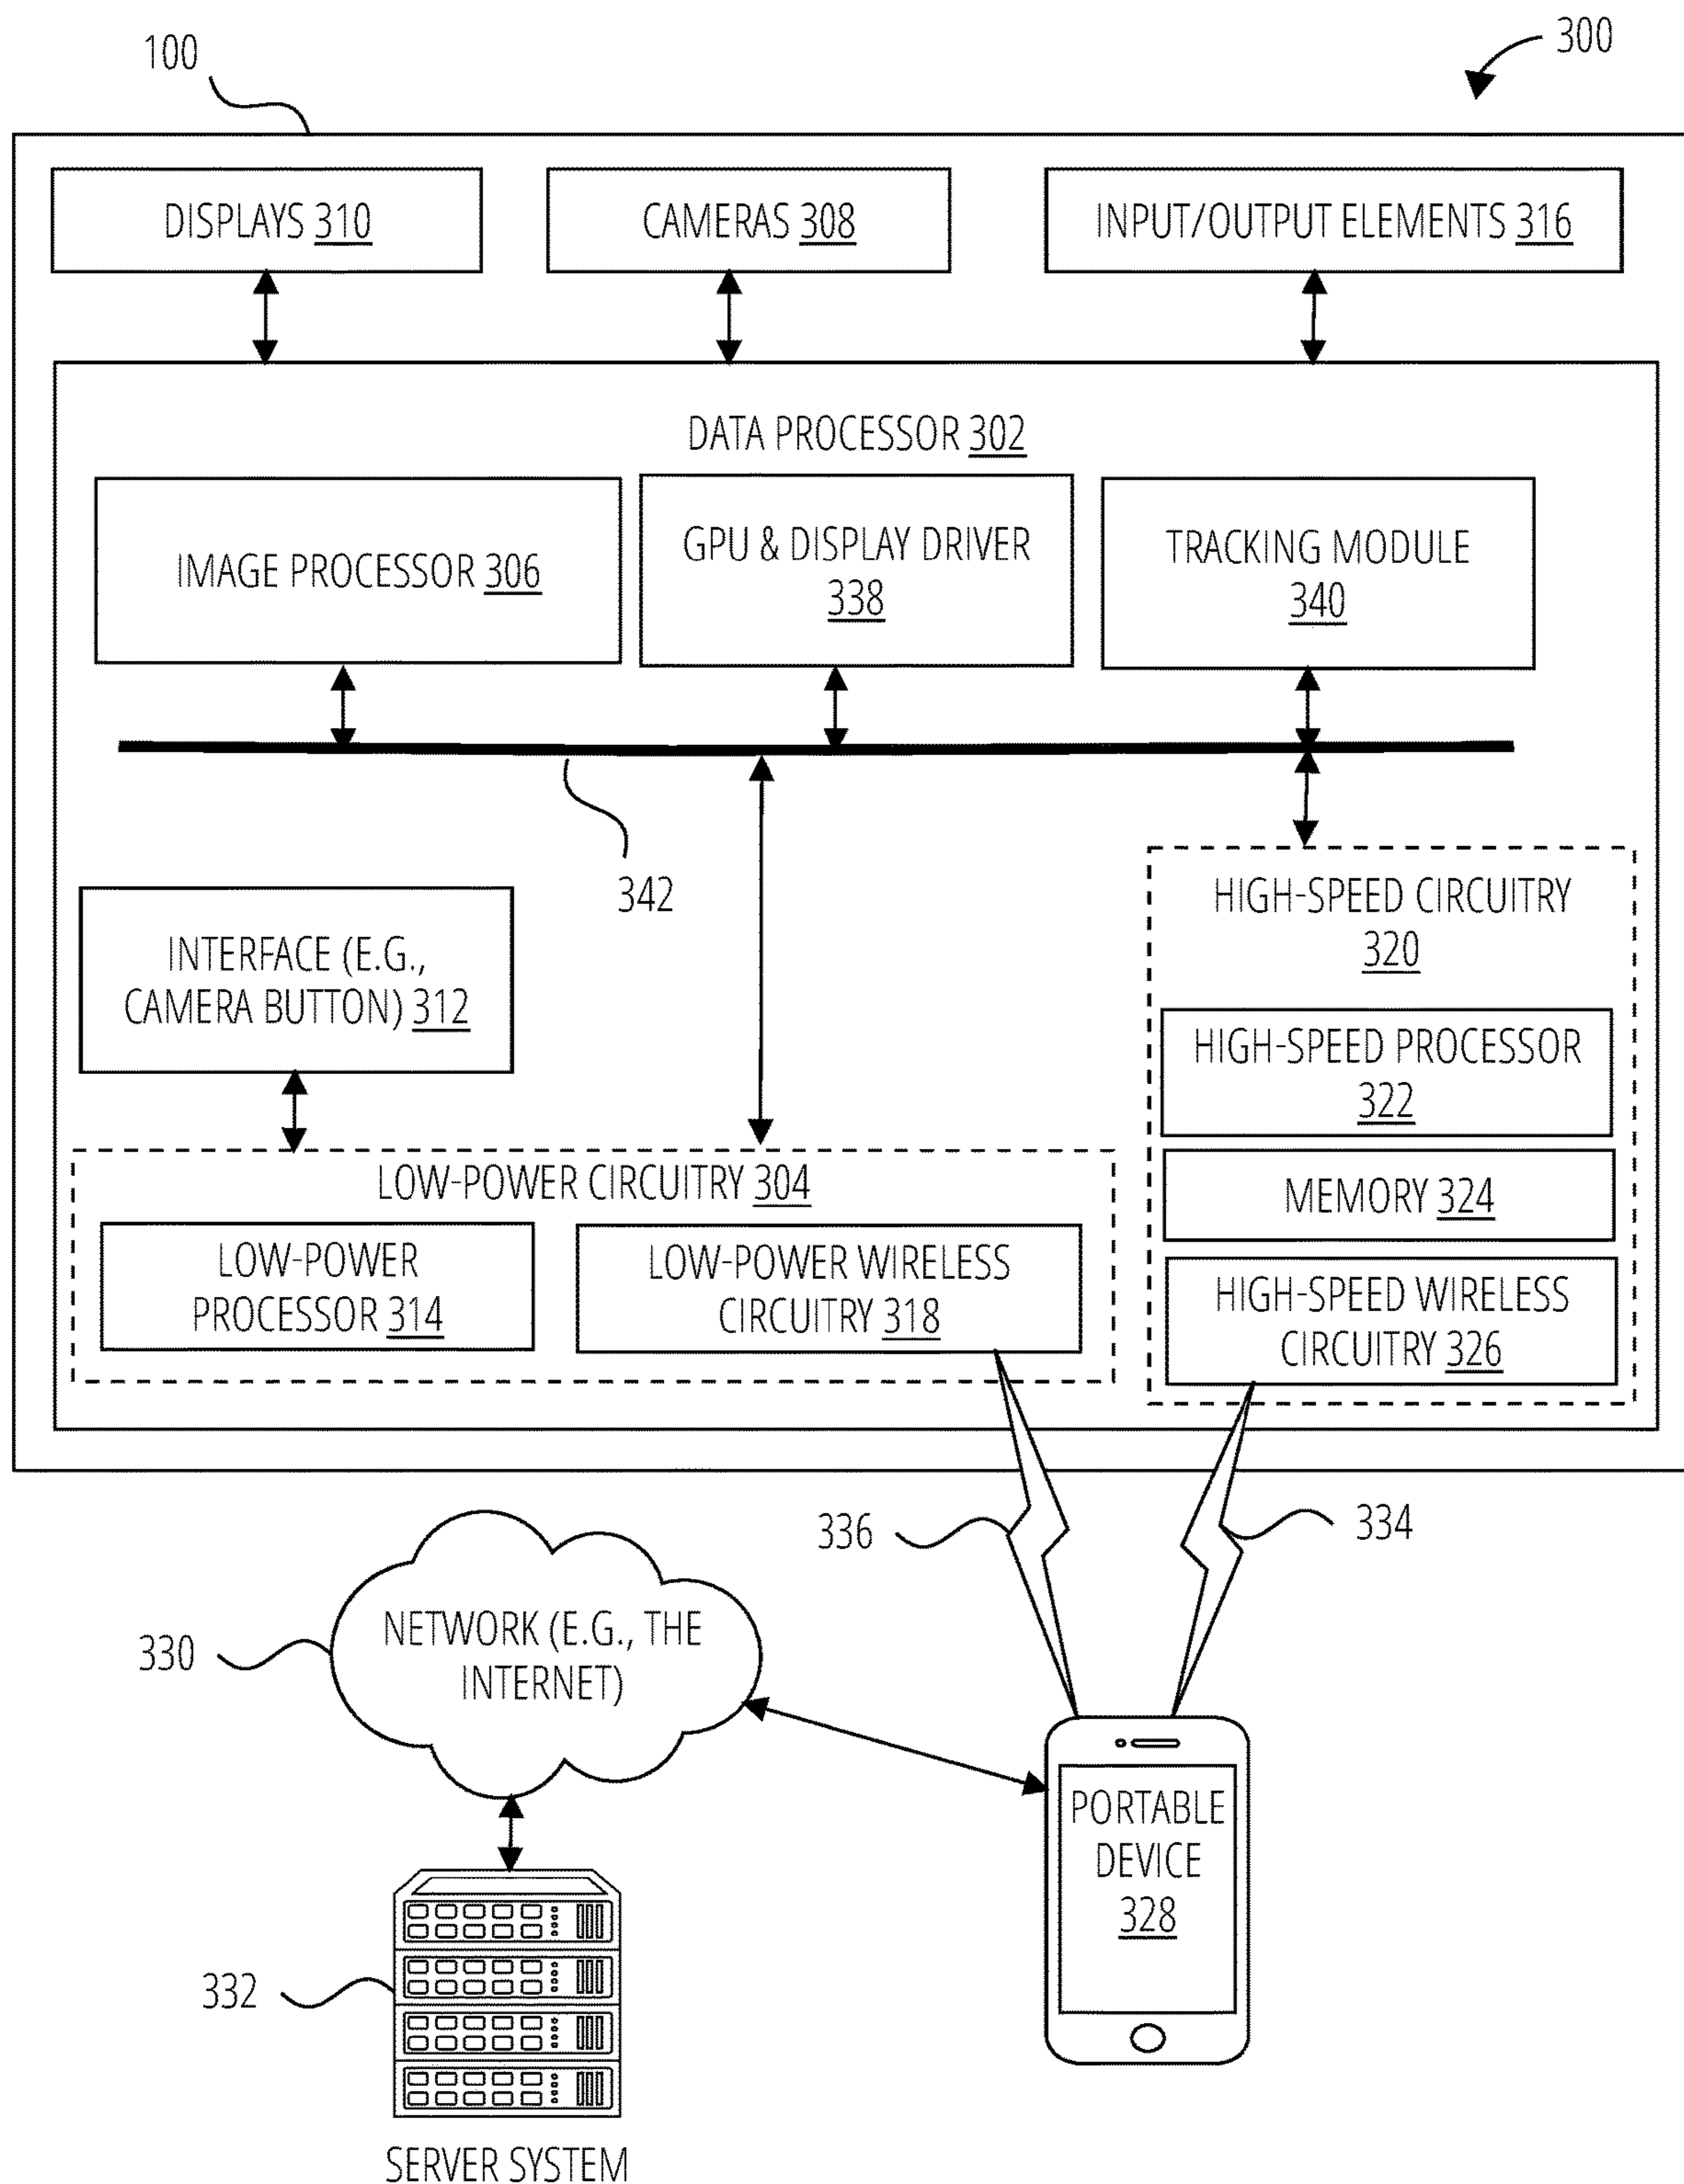 100
300
DISPLAYS 310
CAMERAS 308
INPUT/OUTPUT ELEMENTS 316
DATA PROCESSOR 302
IMAGE PROCESSOR 306
GPU & DISPLAY DRIVER
338
TRACKING MODULE
340
342
INTERFACE (E.G.,
CAMERA BUTTON) 312
HIGH-SPEED CIRCUITRY
320
HIGH-SPEED PROCESSOR
322
MEMORY 324
HIGH-SPEED WIRELESS
CIRCUITRY 326
LOW-POWER CIRCUITRY 304
LOW-POWER
PROCESSOR 314
LOW-POWER WIRELESS
CIRCUITRY 318
336
334
330
NETWORK (E.G., THE
INTERNET)
PORTABLE
DEVICE
328
332
SERVER SYSTEM